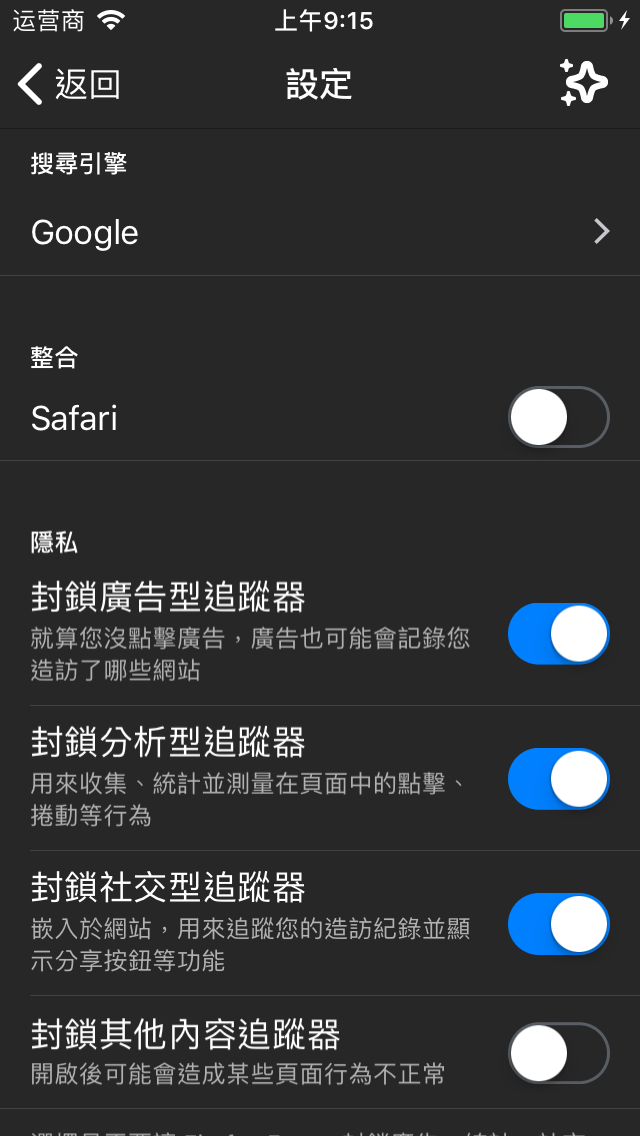 运营商 上午9:15
返回 設定
搜尋引擎
Google
整合
Safari
隱私
封鎖廣告型追蹤器
就算您沒點擊廣告，廣告也可能會記錄您
造訪了哪些網站
封鎖分析型追蹤器
用來收集、統計並測量在頁面中的點擊、
捲動等行為
封鎖社交型追蹤器
嵌入於網站，用來追蹤您的造訪紀錄並顯
示分享按鈕等功能
封鎖其他內容追蹤器
開啟後可能會造成某些頁面行為不正常